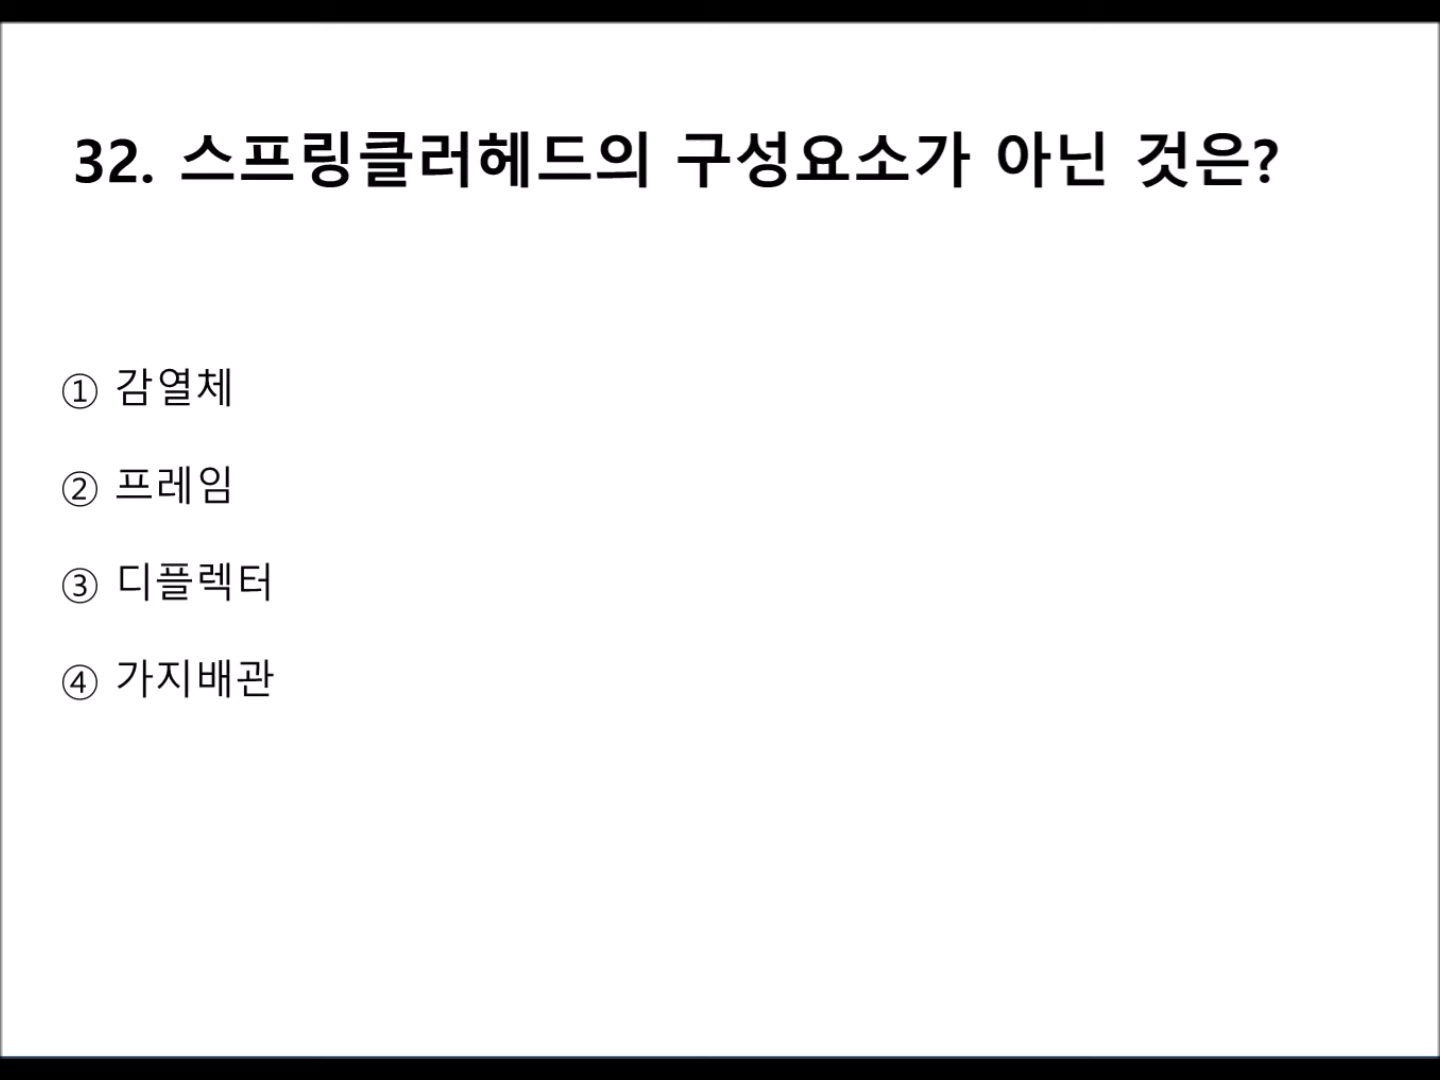 32. 스프링클러헤드의 구성요소가 아닌 것은?
① 감열체
② 프레임
③ 디플렉터
④ 가지배관